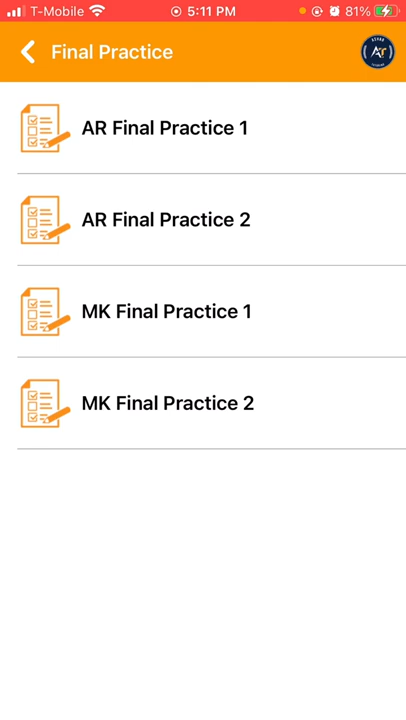 T-Mobile 5:11 PM 81%
Final Practice
Ar
AR Final Practice 1
AR Final Practice 2
MK Final Practice 1
MK Final Practice 2